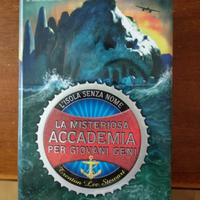 L'ISOLA SENZA NOME
LA MISTERIOSA
ACCADEMIA
PER GIOVANI GENI
Trenton Lee Stewart